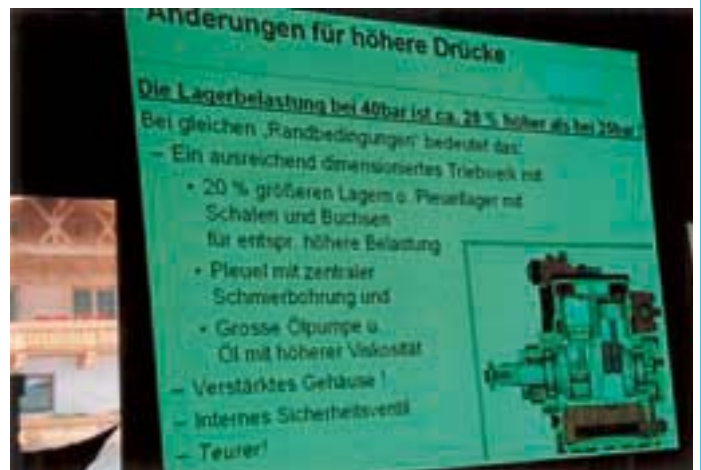 Änderungen für höhere Drücke
Die Lagerbelastung bei 40bar ist ca. 20 % höher als bei 25bar !
Bei gleichen „Randbedingungen“ bedeutet das:
– Ein ausreichend dimensioniertes Triebwerk mit
• 20 % größeren Lagern o. Pleuellager mit
Schalen und Buchsen
für entspr. höhere Belastung
• Pleuel mit zentraler
Schmierbohrung und
• Grosse Ölpumpe u.
Öl mit höherer Viskosität
– Verstärktes Gehäuse !
– Internes Sicherheitsventil
– Teurer!